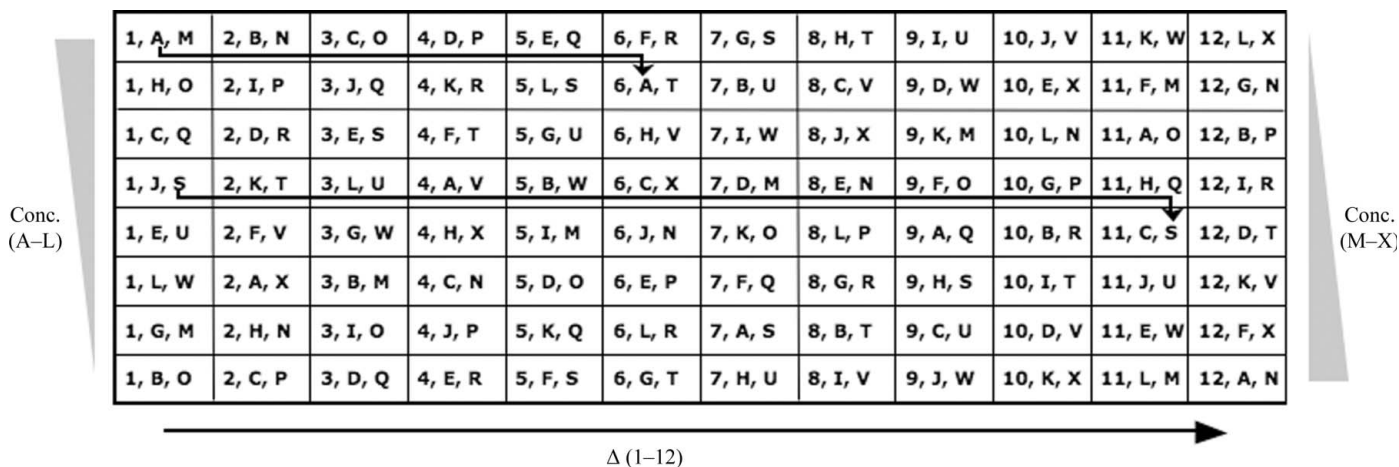 1, A, M 2, B, N 3, C, O 4, D, P 5, E, Q 6, F, R 7, G, S 8, H, T 9, I, U 10, J, V 11, K, W 12, L, X
1, H, O 2, I, P 3, J, Q 4, K, R 5, L, S 6, A, T 7, B, U 8, C, V 9, D, W 10, E, X 11, F, M 12, G, N
1, C, Q 2, D, R 3, E, S 4, F, T 5, G, U 6, H, V 7, I, W 8, J, X 9, K, M 10, L, N 11, A, O 12, B, P
1, J, S 2, K, T 3, L, U 4, A, V 5, B, W 6, C, X 7, D, M 8, E, N 9, F, O 10, G, P 11, H, Q 12, I, R
Conc.
(A–L)
1, E, U 2, F, V 3, G, W 4, H, X 5, I, M 6, J, N 7, K, O 8, L, P 9, A, Q 10, B, R 11, C, S 12, D, T
Conc.
(M–X)
1, L, W 2, A, X 3, B, M 4, C, N 5, D, O 6, E, P 7, F, Q 8, G, R 9, H, S 10, I, T 11, J, U 12, K, V
1, G, M 2, H, N 3, I, O 4, J, P 5, K, Q 6, L, R 7, A, S 8, B, T 9, C, U 10, D, V 11, E, W 12, F, X
1, B, O 2, C, P 3, D, Q 4, E, R 5, F, S 6, G, T 7, H, U 8, I, V 9, J, W 10, K, X 11, L, M 12, A, N
Δ (1–12)